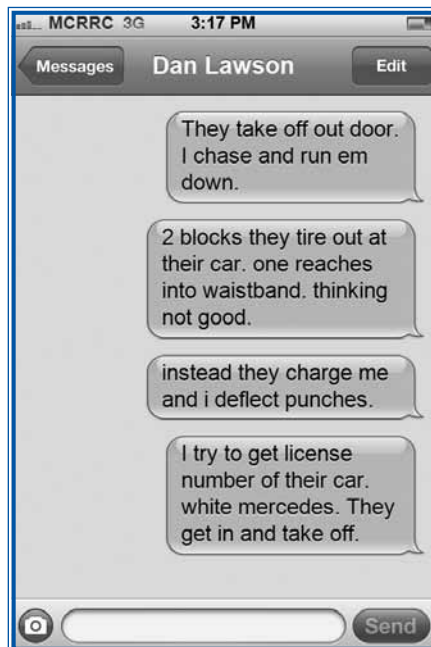 MCRRC 3G 3:17 PM
Messages Dan Lawson Edit
They take off out door.
I chase and run em
down.
2 blocks they tire out at
their car. one reaches
into waistband. thinking
not good.
instead they charge me
and i deflect punches.
I try to get license
number of their car.
white mercedes. They
get in and take off.
Send